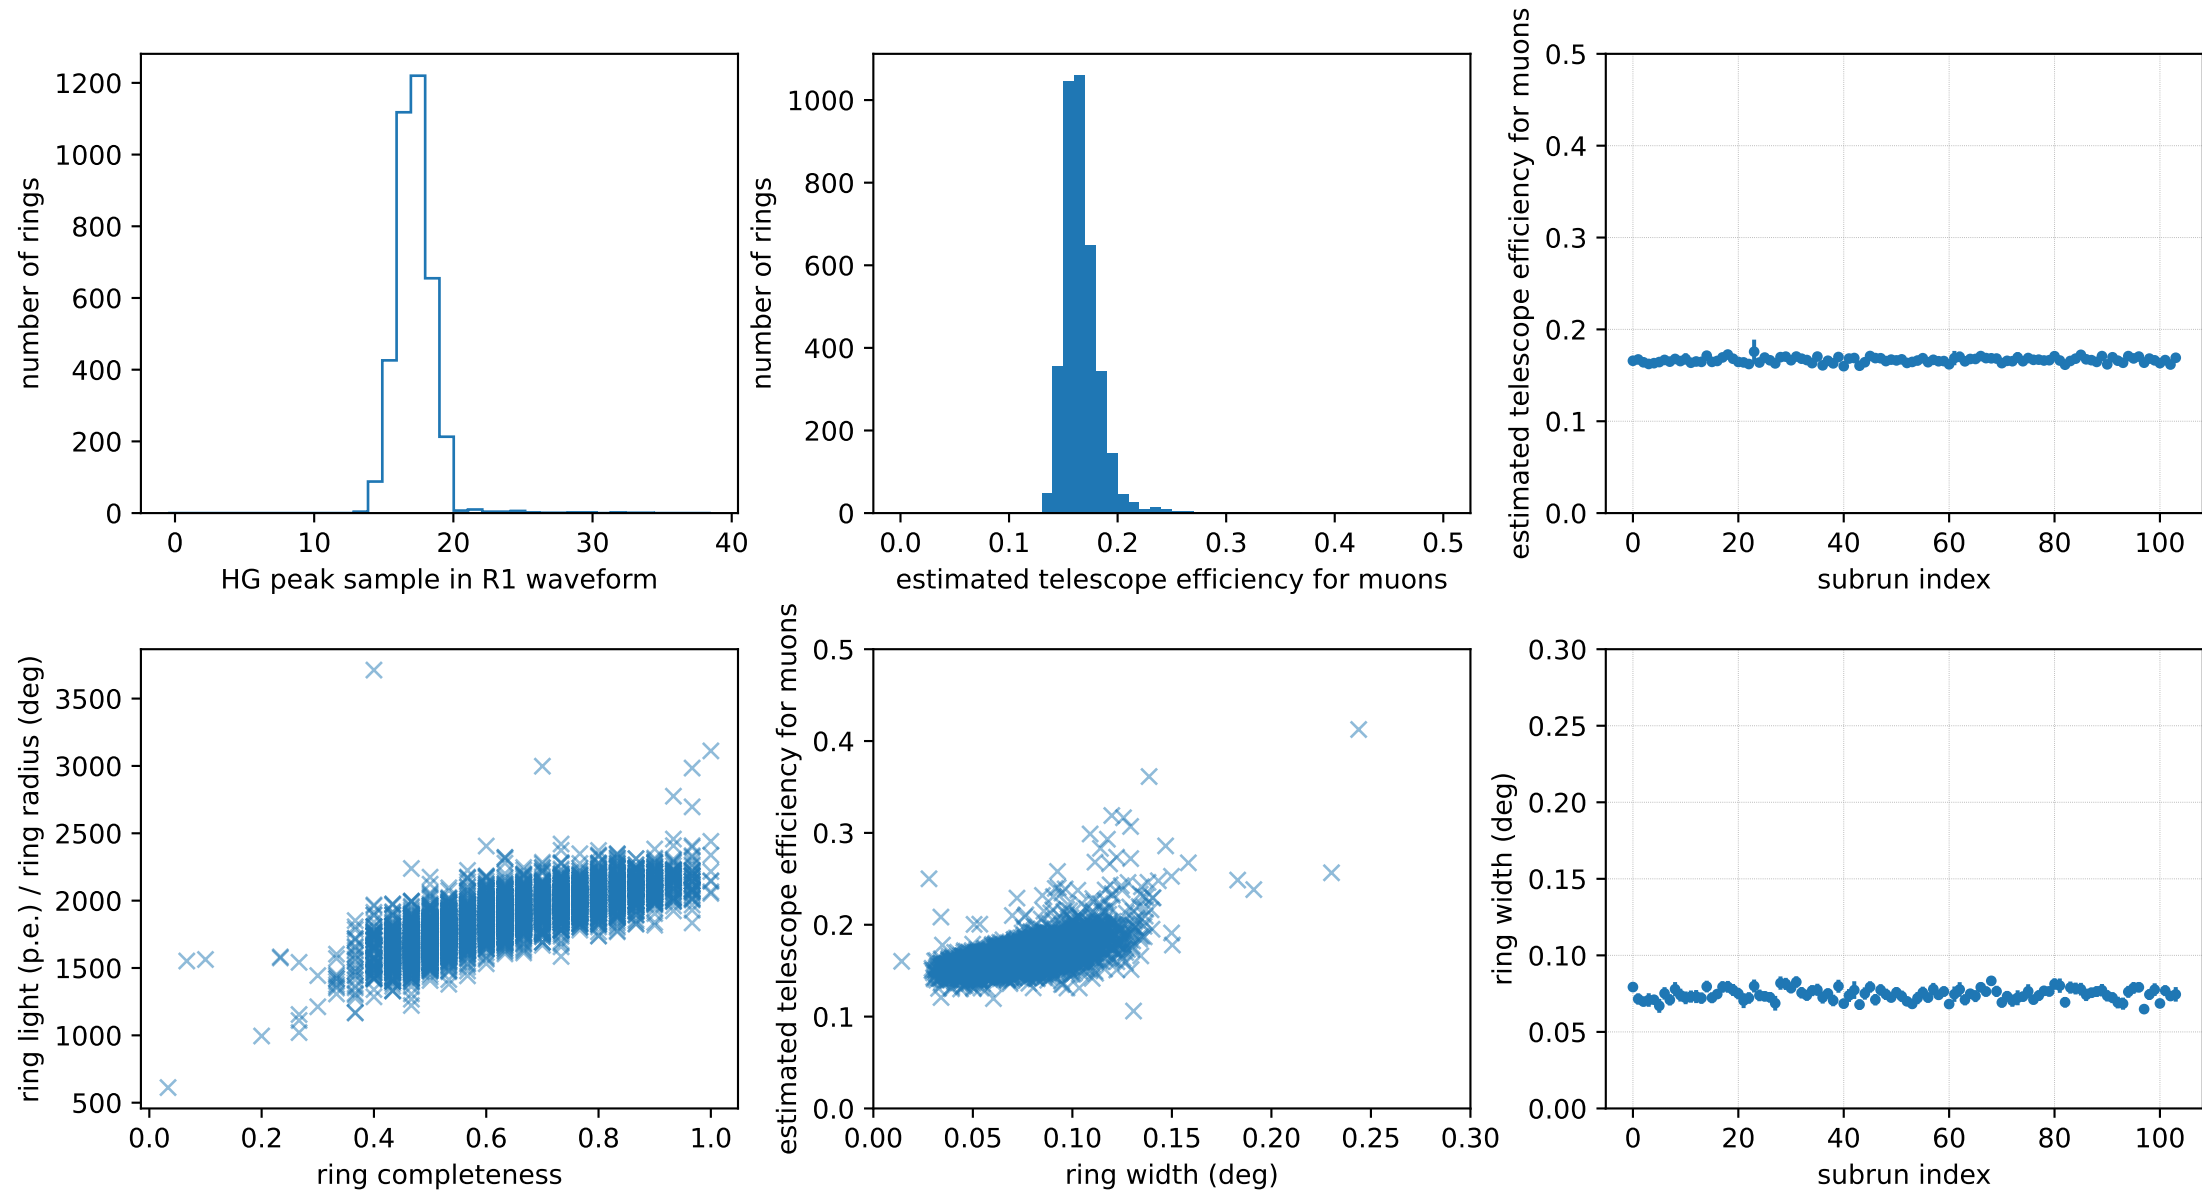 1200
1000
800
600
400
200
0
number of rings
0 10 20 30 40
HG peak sample in R1 waveform
1000
800
600
400
200
0
number of rings
0.0 0.1 0.2 0.3 0.4 0.5
estimated telescope efficiency for muons
0.5
0.4
0.3
0.2
0.1
0.0
estimated telescope efficiency for muons
0 20 40 60 80 100
subrun index
3500
3000
2500
2000
1500
1000
500
ring light (p.e.) / ring radius (deg)
0.0 0.2 0.4 0.6 0.8 1.0
ring completeness
0.5
0.4
0.3
0.2
0.1
0.0
estimated telescope efficiency for muons
0.00 0.05 0.10 0.15 0.20 0.25 0.30
ring width (deg)
0.30
0.25
0.20
0.15
0.10
0.05
0.00
ring width (deg)
0 20 40 60 80 100
subrun index